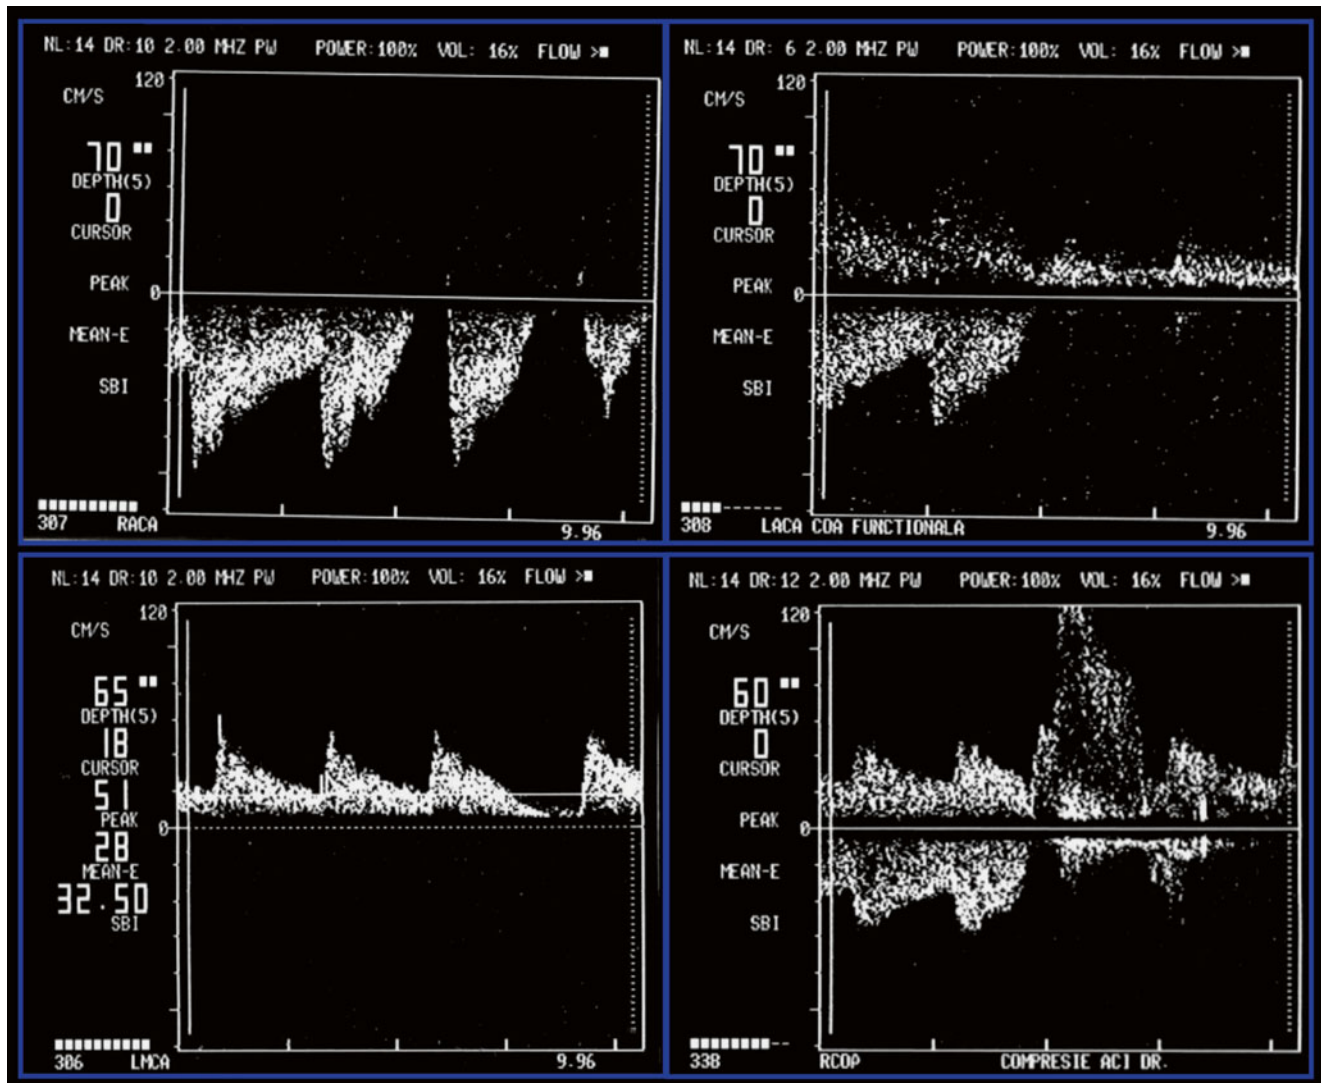 NL:14 DR:10 2.00 MHZ PW POWER:100% VOL: 16% FLOW >■
120
CM/S
70
DEPTH(5)
0
CURSOR
PEAK
0
MEAN-E
SBI
307 RACA 9.96
NL:14 DR: 6 2.00 MHZ PW POWER:100% VOL: 16% FLOW >■
120
CM/S
70
DEPTH(5)
0
CURSOR
PEAK
0
MEAN-E
SBI
308 LACA COA FUNCTIONALA 9.96
NL:14 DR:10 2.00 MHZ PW POWER:100% VOL: 16% FLOW >■
120
CM/S
65
DEPTH(5)
18
CURSOR
51
PEAK
0
28
MEAN-E
32.50
SBI
306 LMCA 9.96
NL:14 DR:12 2.00 MHZ PW POWER:100% VOL: 16% FLOW >■
120
CM/S
60
DEPTH(5)
0
CURSOR
PEAK
0
MEAN-E
SBI
338 RCOP COMPRESIE ACI DR.